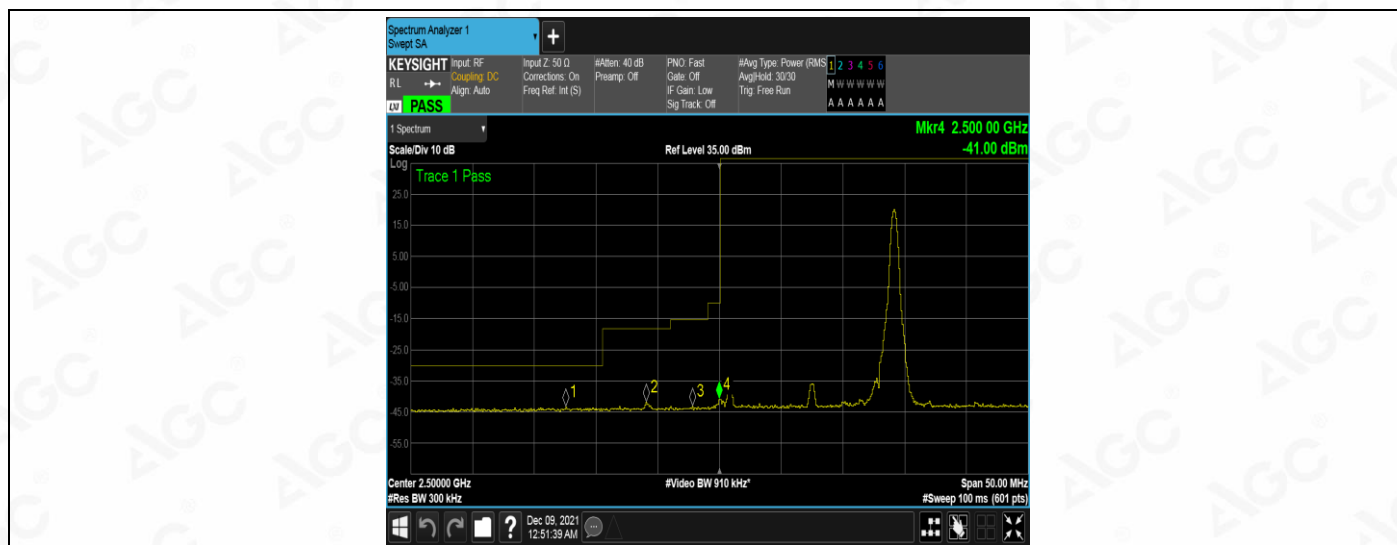 Spectrum Analyzer 1
Swept SA
KEYSIGHT
Input: RF
Coupling: DC
Align: Auto
Input Z: 50 Ω
Corrections: On
Freq Ref: Int (S)
#Atten: 40 dB
Preamp: Off
PNO: Fast
Gate: Off
IF Gain: Low
Sig Track: Off
#Avg Type: Power (RMS
Avg|Hold: 30/30
Trig: Free Run
1 2 3 4 5 6
M W W W W W
A A A A A A
R L
LXI PASS
1 Spectrum
Mkr4 2.500 00 GHz
-41.00 dBm
Scale/Div 10 dB
Ref Level 35.00 dBm
Log
Trace 1 Pass
25.0
15.0
5.00
-5.00
-15.0
-25.0
-35.0
-45.0
-55.0
1
2
3
4
Center 2.50000 GHz
#Video BW 910 kHz*
Span 50.00 MHz
#Res BW 300 kHz
#Sweep 100 ms (601 pts)
?
Dec 09, 2021
12:51:39 AM
AGC